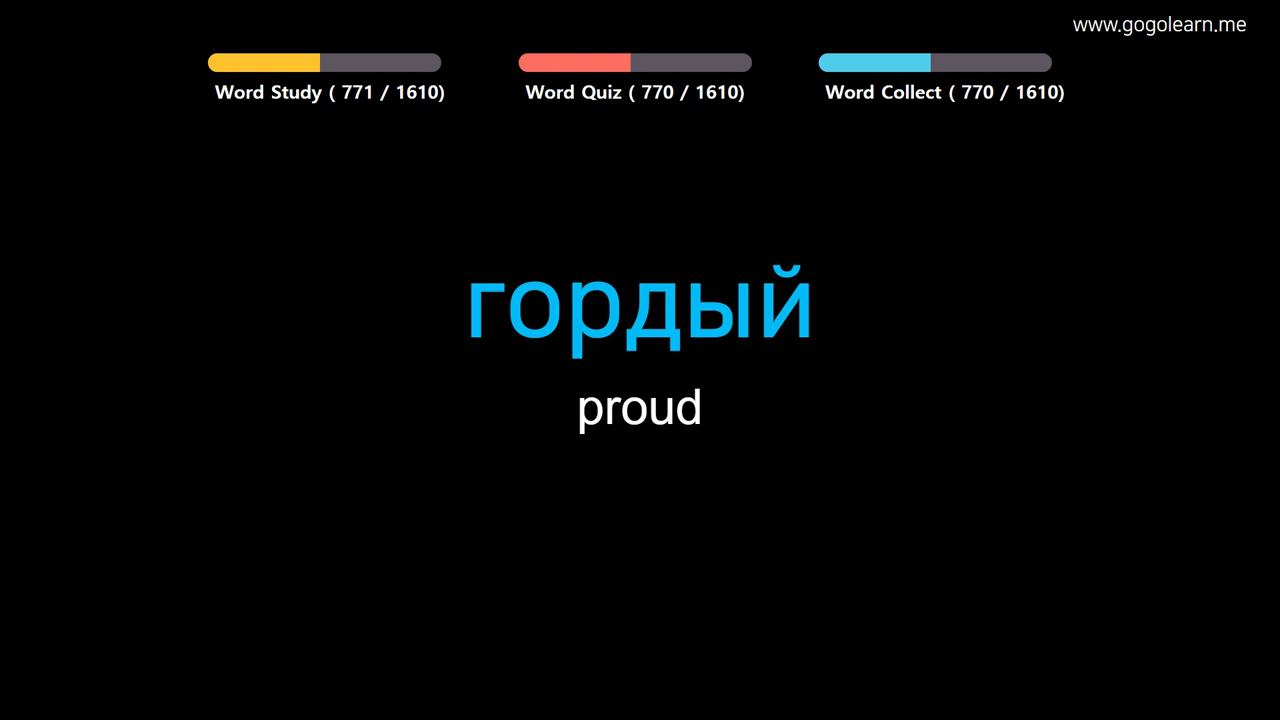 www.gogolearn.me
Word Study ( 771 / 1610)
Word Quiz ( 770 / 1610)
Word Collect ( 770 / 1610)
гордый
proud